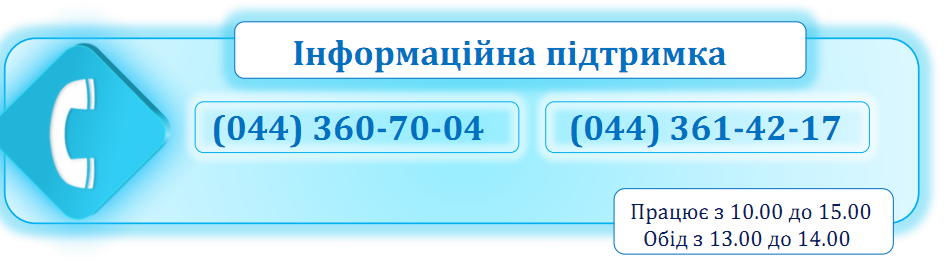 Інформаційна підтримка
(044) 360-70-04 (044) 361-42-17
Працює з 10.00 до 15.00
Обід з 13.00 до 14.00